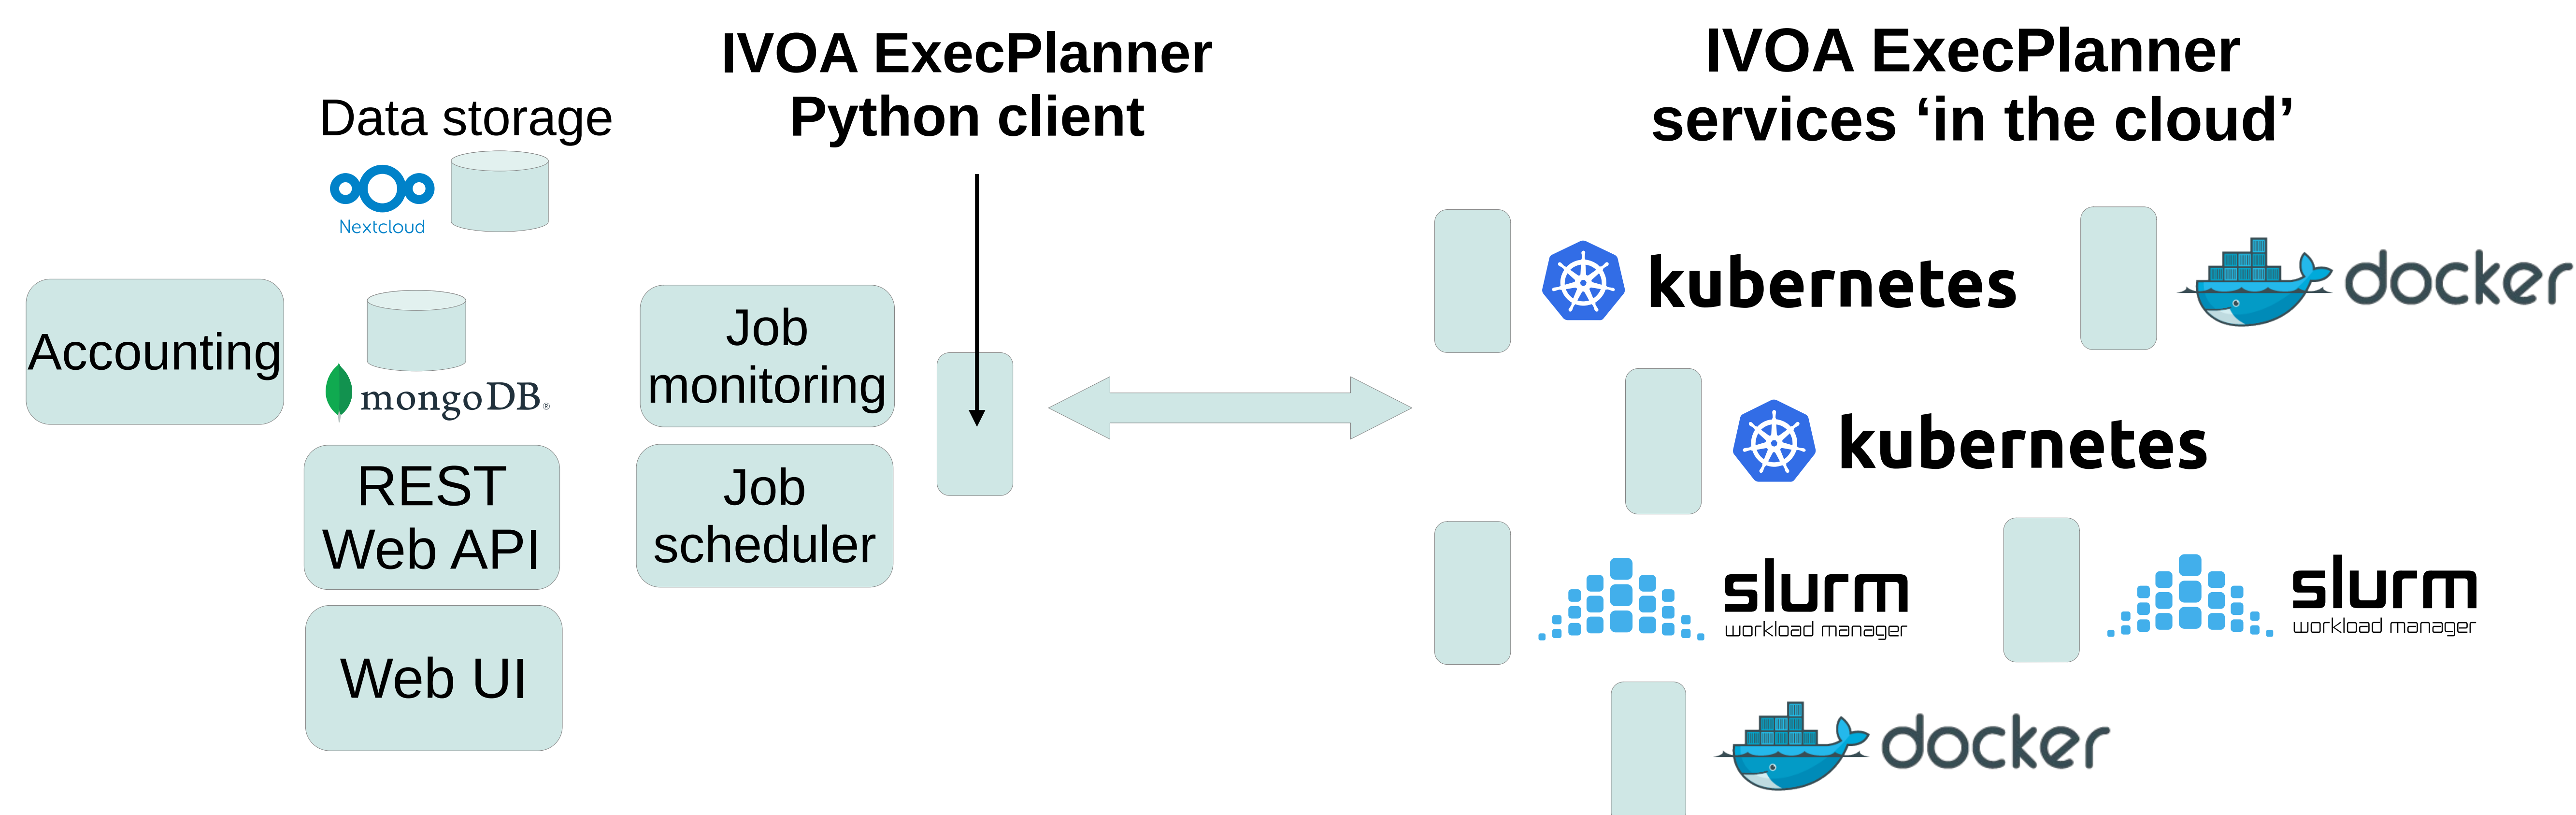 IVOA ExecPlanner
Python client
IVOA ExecPlanner
services ‘in the cloud’
Data storage
Nextcloud
Accounting
mongoDB®
REST
Web API
Web UI
Job
monitoring
Job
scheduler
kubernetes
docker
kubernetes
slurm
workload manager
slurm
workload manager
docker